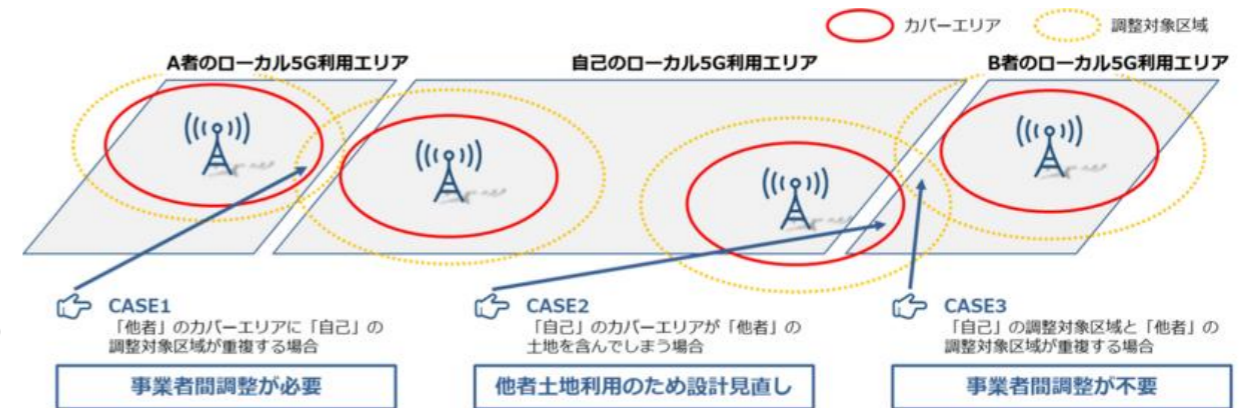 カバーエリア
調整対象区域
A者のローカル5G利用エリア
自己のローカル5G利用エリア
B者のローカル5G利用エリア
CASE1
「他者」のカバーエリアに「自己」の
調整対象区域が重複する場合
事業者間調整が必要
CASE2
「自己」のカバーエリアが「他者」の
土地を含んでしまう場合
他者土地利用のため設計見直し
CASE3
「自己」の調整対象区域と「他者」の
調整対象区域が重複する場合
事業者間調整が不要